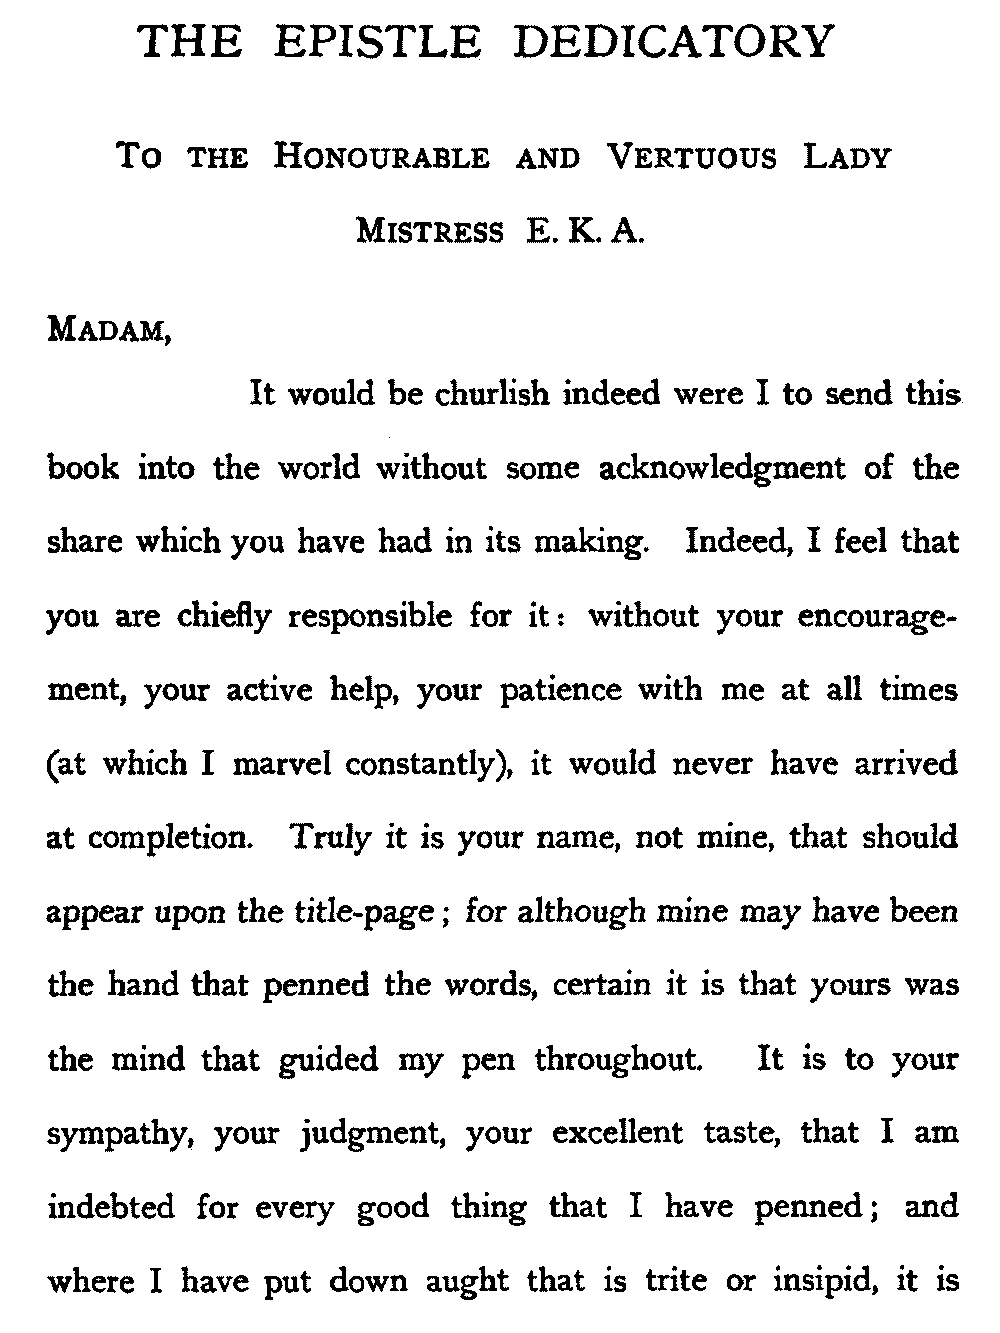 THE EPISTLE DEDICATORY
To the Honourable and Vertuous Lady
Mistress E. K. A.
Madam,
It would be churlish indeed were I to send this
book into the world without some acknowledgment of the
share which you have had in its making. Indeed, I feel that
you are chiefly responsible for it: without your encourage-
ment, your active help, your patience with me at all times
(at which I marvel constantly), it would never have arrived
at completion. Truly it is your name, not mine, that should
appear upon the title-page; for although mine may have been
the hand that penned the words, certain it is that yours was
the mind that guided my pen throughout. It is to your
sympathy, your judgment, your excellent taste, that I am
indebted for every good thing that I have penned; and
where I have put down aught that is trite or insipid, it is